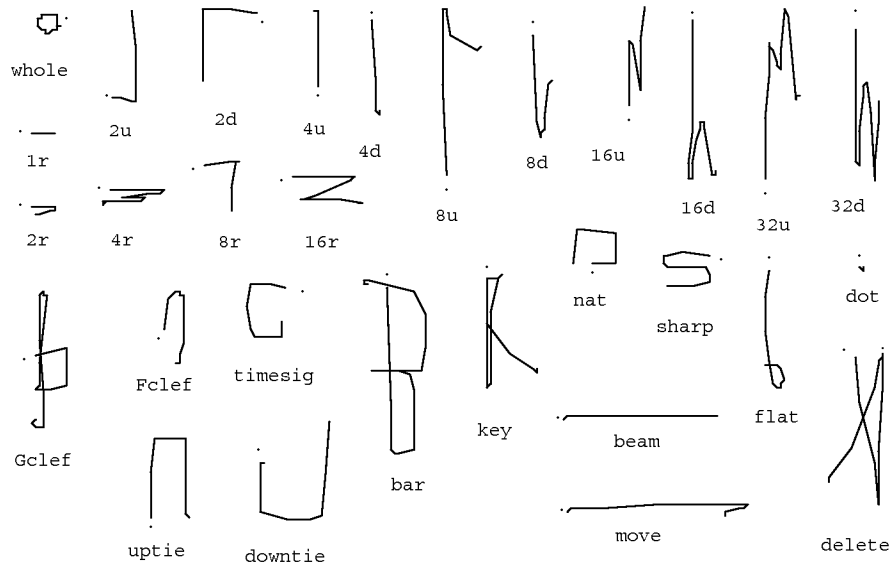 whole
2u
2d
4u
4d
8u
8d
16u
16d
32u
32d
1r
2r
4r
8r
16r
nat
sharp
dot
Gclef
Fclef
timesig
bar
key
beam
flat
uptie
downtie
move
delete